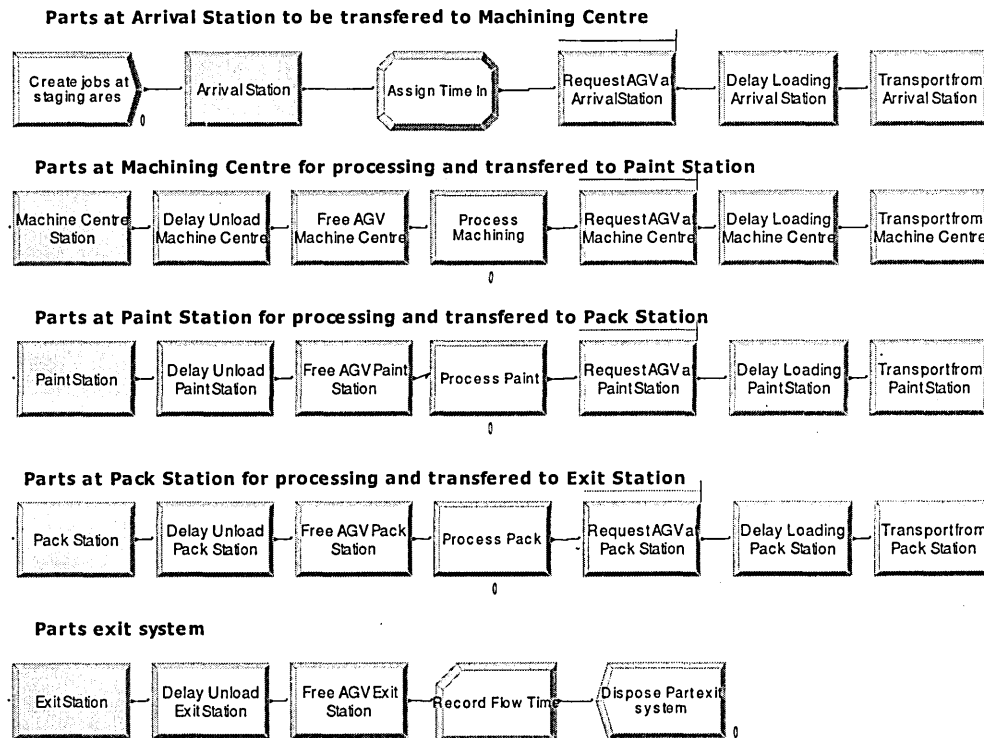 Parts at Arrival Station to be transfered to Machining Centre
Create jobs at
staging ares
0
Arrival Station
Assign Time In
Request AGV at
Arrival Station
Delay Loading
Arrival Station
Transport from
Arrival Station
Parts at Machining Centre for processing and transfered to Paint Station
Machine Centre
Station
Delay Unload
Machine Centre
Free AGV
Machine Centre
Process
Machining
0
Request AGV a
Machine Centre
Delay Loading
Machine Centre
Transport from
Machine Centre
Parts at Paint Station for processing and transfered to Pack Station
Paint Station
Delay Unload
Paint Station
Free AGV Paint
Station
Process Paint
0
Request AGV a
Paint Station
Delay Loading
Paint Station
Transport from
Paint Station
Parts at Pack Station for processing and transfered to Exit Station
Pack Station
Delay Unload
Pack Station
Free AGV Pack
Station
Process Pack
0
Request AGV at
Pack Station
Delay Loading
Pack Station
Transport from
Pack Station
Parts exit system
Exit Station
Delay Unload
Exit Station
Free AGV Exit
Station
Record Flow Time
Dispose Part exit
system
0